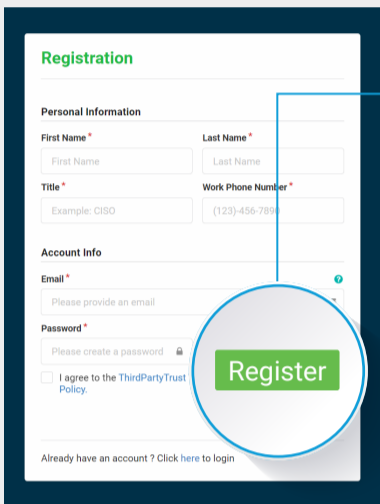 Registration
Personal Information
First Name *
Last Name *
First Name
Last Name
Title *
Work Phone Number *
Example: CISO
(123)-456-7890
Account Info
Email *
Please provide an email
Password *
Please create a password
Register
I agree to the ThirdPartyTrust
Policy.
Already have an account ? Click here to login